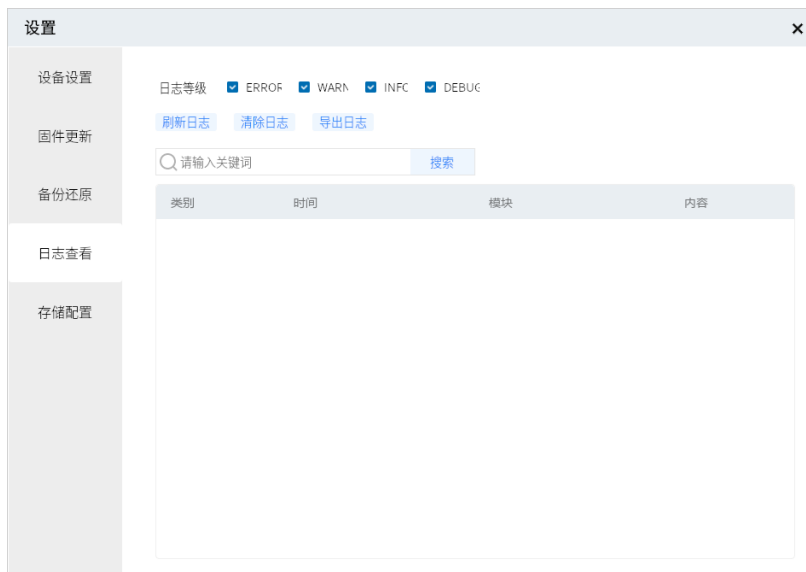 设置
设备设置
固件更新
备份还原
日志查看
存储配置
日志等级 ERROR WARN INFO DEBUG
刷新日志 清除日志 导出日志
请输入关键词 搜索
类别 时间 模块 内容